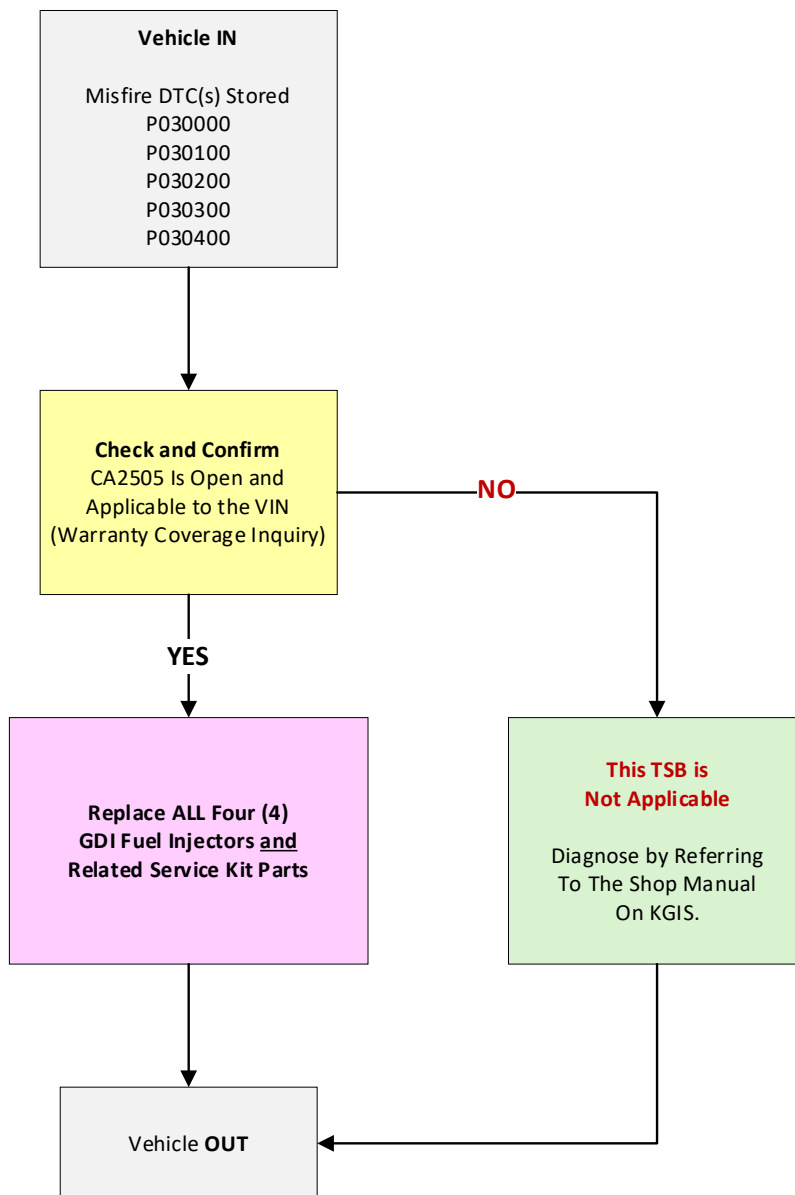 Vehicle IN
Misfire DTC(s) Stored
P030000
P030100
P030200
P030300
P030400
Check and Confirm
CA2505 Is Open and
Applicable to the VIN
(Warranty Coverage Inquiry)
NO
YES
Replace ALL Four (4)
GDI Fuel Injectors and
Related Service Kit Parts
This TSB is
Not Applicable
Diagnose by Referring
To The Shop Manual
On KGIS.
Vehicle OUT